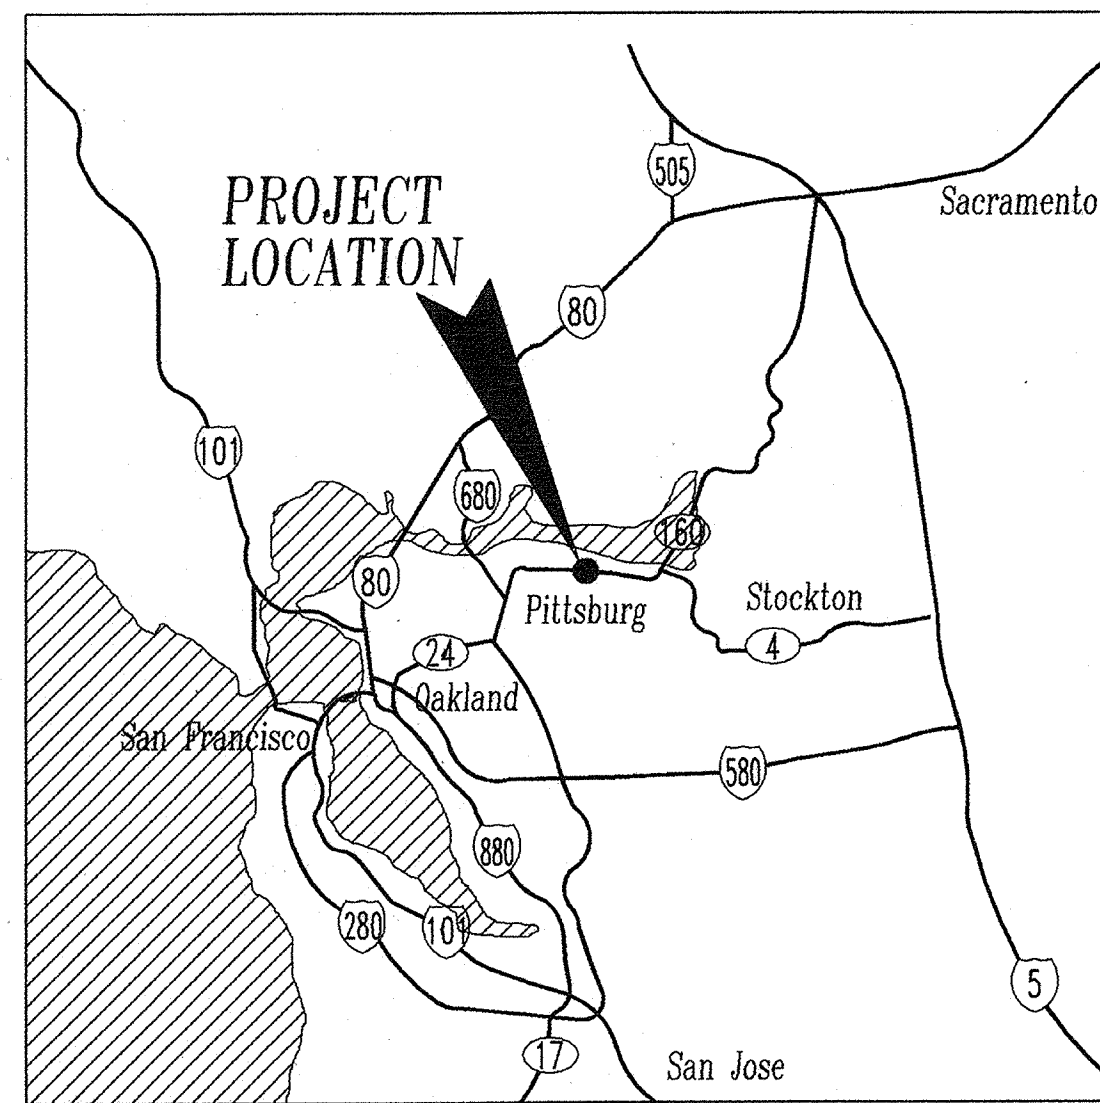 505
Sacramento
PROJECT
LOCATION
80
101
680
160
80
Pittsburg
Stockton
24
4
Oakland
San Francisco
580
880
280
101
5
17
San Jose